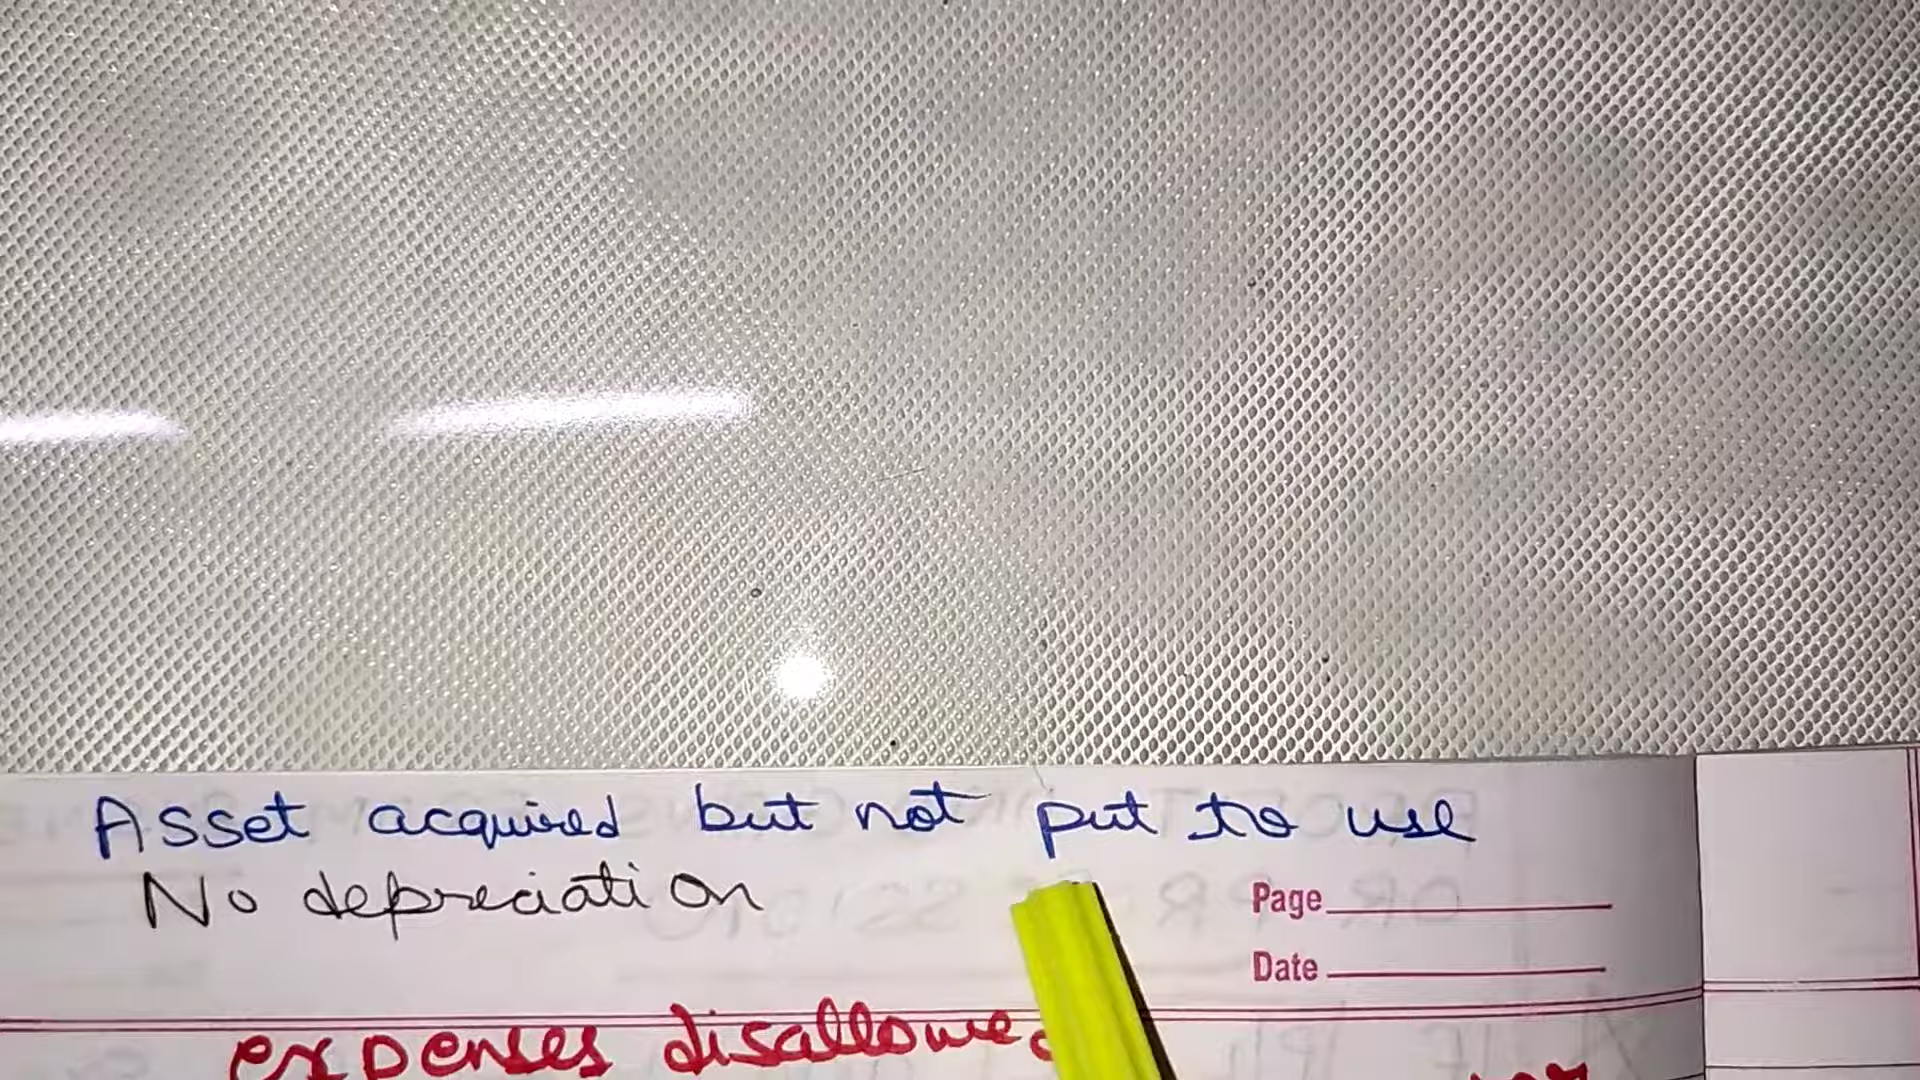 Asset acquired but not put to use
No depreciation
Page
Date
expenses disallowed